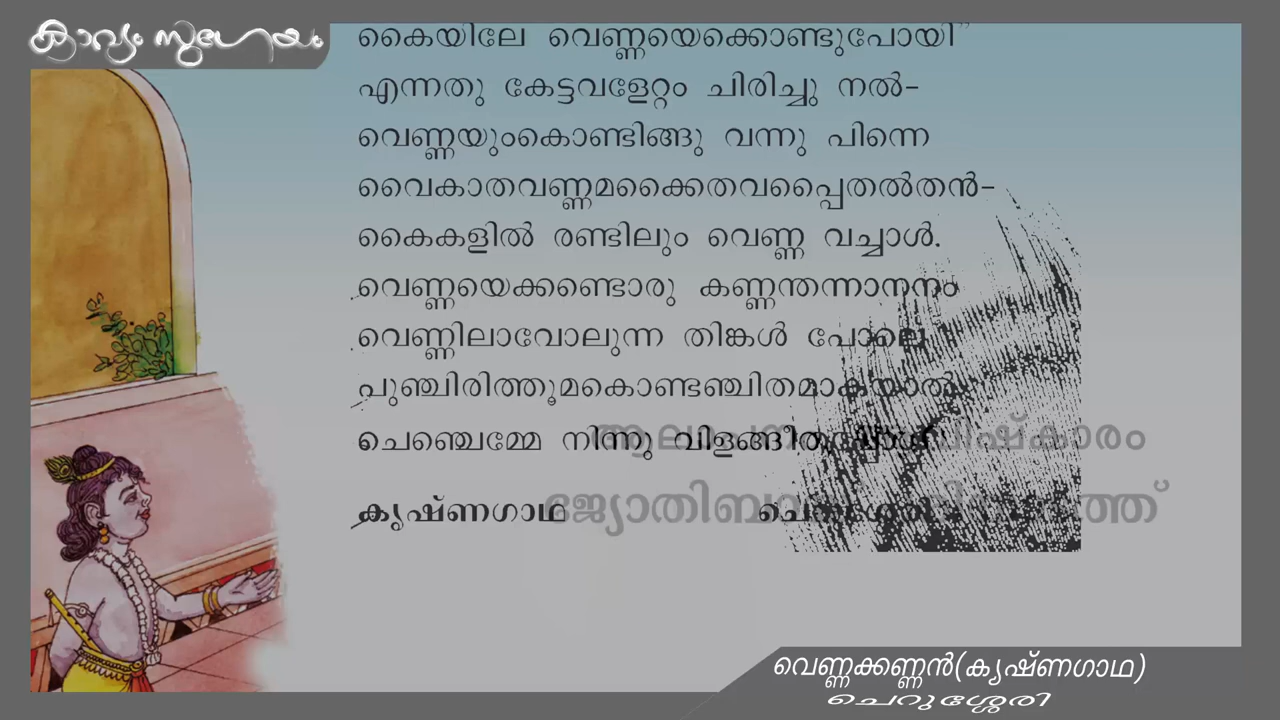 കാവ്യം സുഗേയം
കൈയിലേ വെണ്ണയെക്കൊണ്ടുപോയി”
എന്നതു കേട്ടവളേറ്റം ചിരിച്ചു നൽ-
വെണ്ണയുംകൊണ്ടിങ്ങു വന്നു പിന്നെ
വൈകാതവണ്ണമക്കൈതവപ്പൈതൽതൻ-
കൈകളിൽ രണ്ടിലും വെണ്ണ വച്ചാൾ.
വെണ്ണയെക്കണ്ടൊരു കണ്ണന്തന്നാനനം
വെണ്ണിലാവോലുന്ന തിങ്കൾ പോലെ
പുഞ്ചിരിത്തൂമകൊണ്ടഞ്ചിതമാകയാൽ
ചെഞ്ചെമ്മേ നിന്നു വിളങ്ങീതപ്പോൾ
കൃഷ്ണഗാഥ ചെറുശ്ശേരി
വെണ്ണക്കണ്ണൻ(കൃഷ്ണഗാഥ)
ചെറുശ്ശേരി